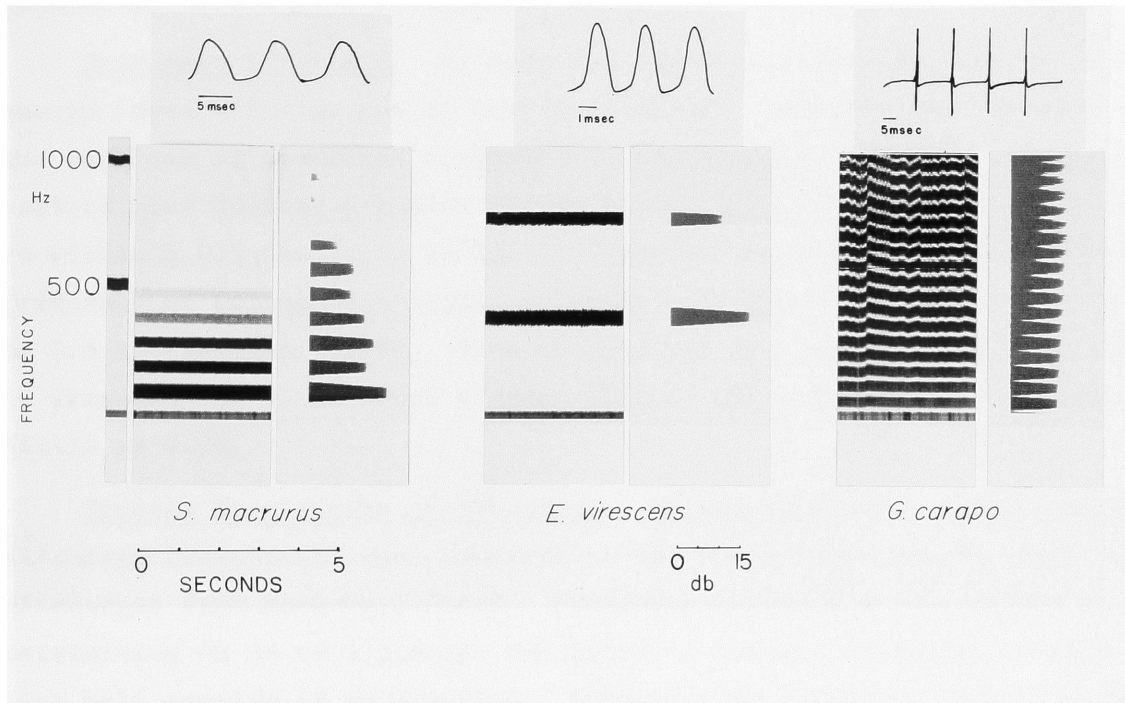 5 msec
1 msec
5 msec
1000
Hz
500
FREQUENCY
S. macrurus
E. virescens
G. carapo
0 5
SECONDS
0 15
db